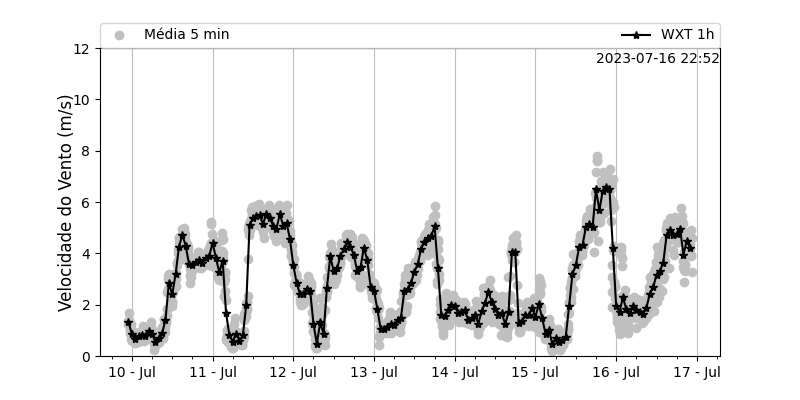 Média 5 min
WXT 1h
2023-07-16 22:52
Velocidade do Vento (m/s)
12
10
8
6
4
2
0
10 - Jul
11 - Jul
12 - Jul
13 - Jul
14 - Jul
15 - Jul
16 - Jul
17 - Jul